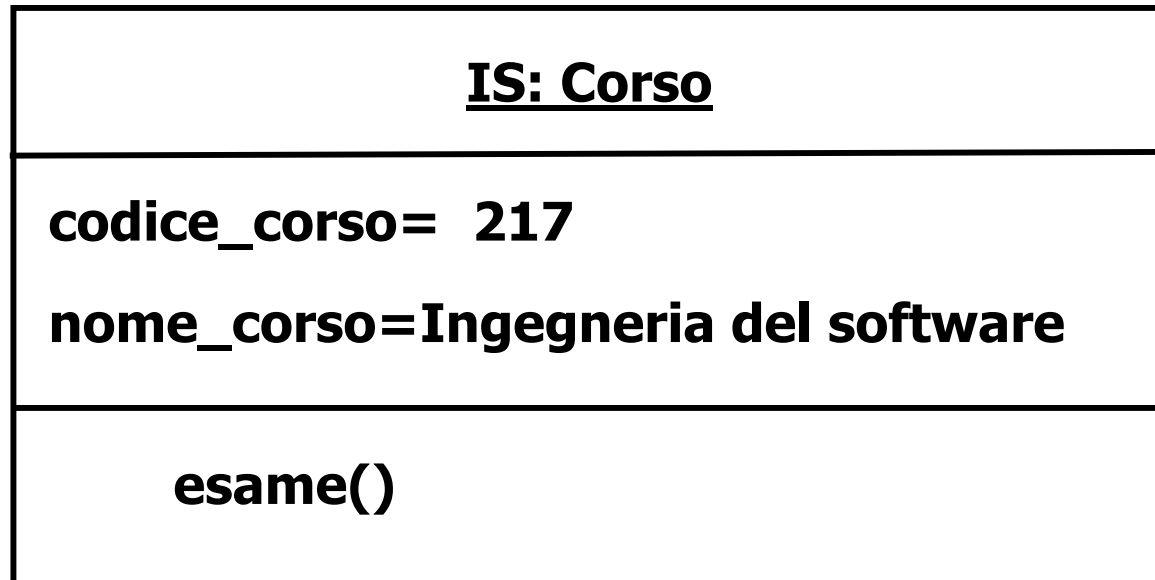 IS: Corso
codice_corso= 217
nome_corso=Ingegneria del software
esame()